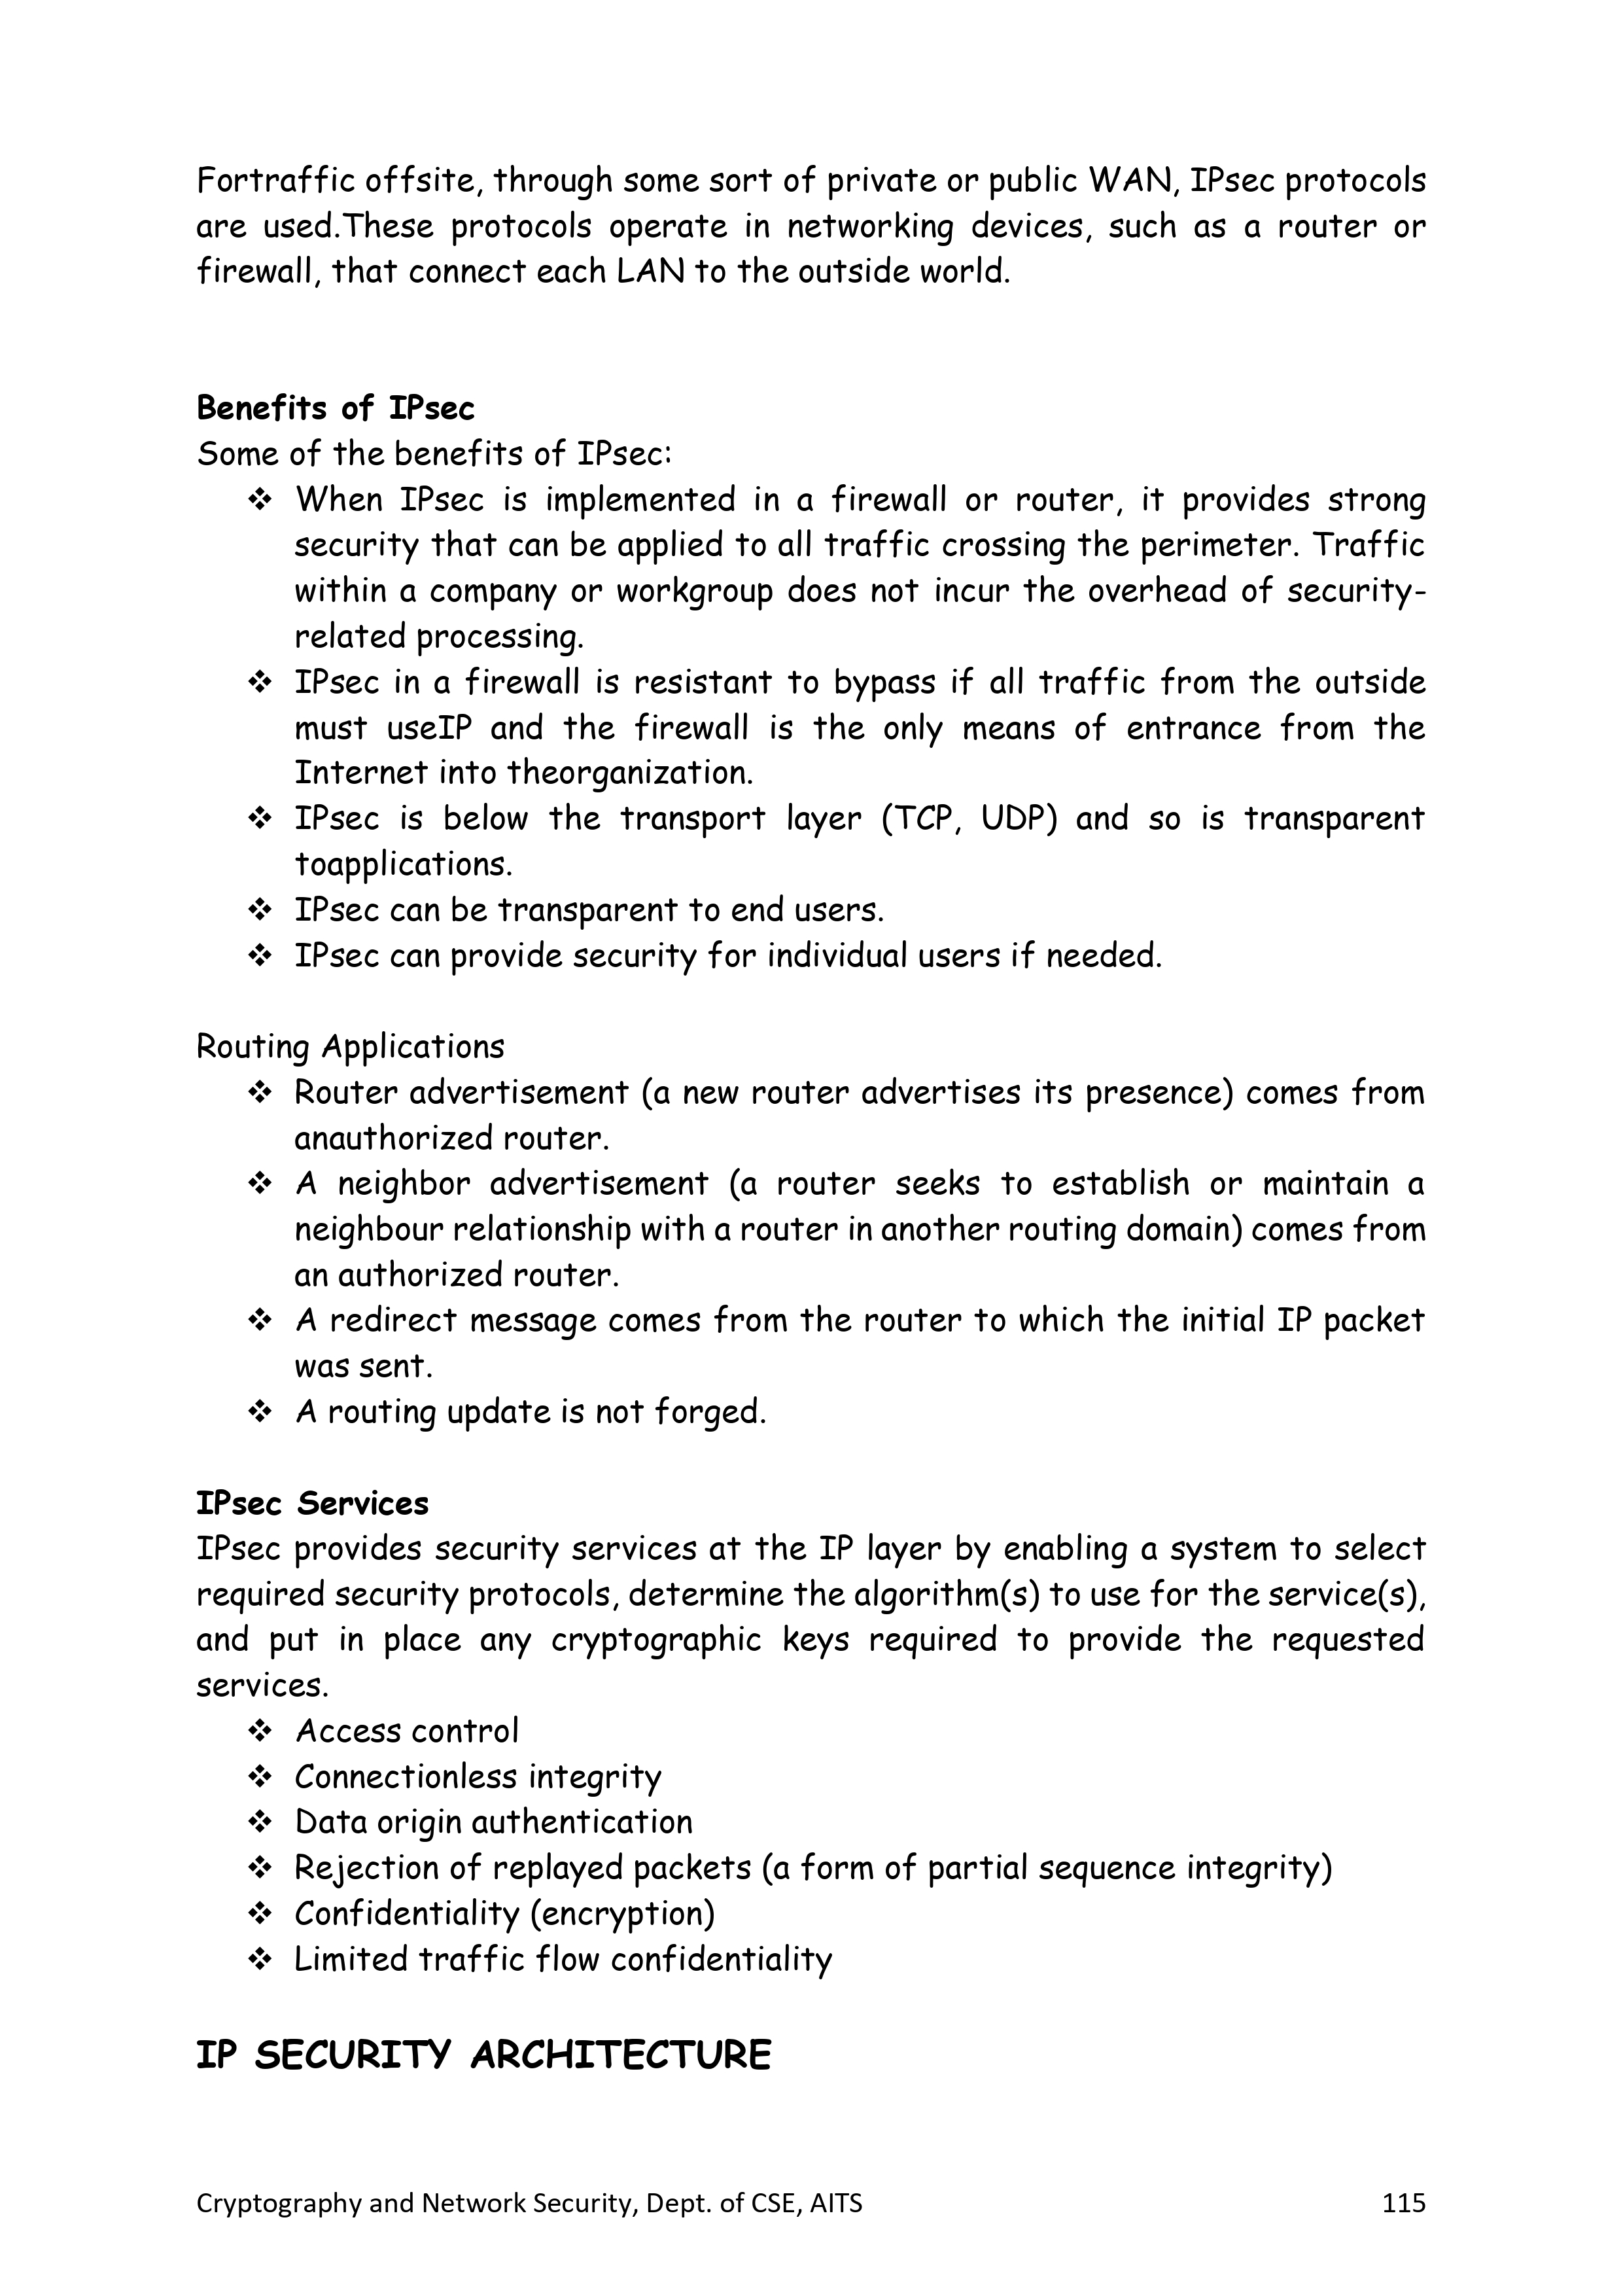 Fortraffic offsite, through some sort of private or public WAN, IPsec protocols
are used.These protocols operate in networking devices, such as a router or
firewall, that connect each LAN to the outside world.
Benefits of IPsec
Some of the benefits of IPsec:
❖ When IPsec is implemented in a firewall or router, it provides strong
security that can be applied to all traffic crossing the perimeter. Traffic
within a company or workgroup does not incur the overhead of security-
related processing.
❖ IPsec in a firewall is resistant to bypass if all traffic from the outside
must useIP and the firewall is the only means of entrance from the
Internet into theorganization.
❖ IPsec is below the transport layer (TCP, UDP) and so is transparent
toapplications.
❖ IPsec can be transparent to end users.
❖ IPsec can provide security for individual users if needed.
Routing Applications
❖ Router advertisement (a new router advertises its presence) comes from
anauthorized router.
❖ A neighbor advertisement (a router seeks to establish or maintain a
neighbour relationship with a router in another routing domain) comes from
an authorized router.
❖ A redirect message comes from the router to which the initial IP packet
was sent.
❖ A routing update is not forged.
IPsec Services
IPsec provides security services at the IP layer by enabling a system to select
required security protocols, determine the algorithm(s) to use for the service(s),
and put in place any cryptographic keys required to provide the requested
services.
❖ Access control
❖ Connectionless integrity
❖ Data origin authentication
❖ Rejection of replayed packets (a form of partial sequence integrity)
❖ Confidentiality (encryption)
❖ Limited traffic flow confidentiality
IP SECURITY ARCHITECTURE
Cryptography and Network Security, Dept. of CSE, AITS 115